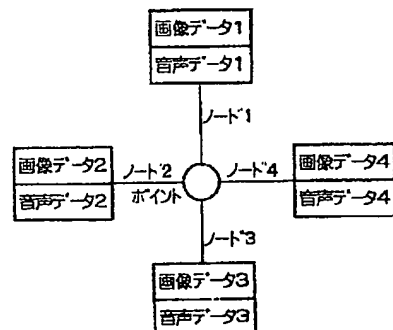 画像データ1
音声データ1
ノード1
画像データ2
音声データ2
ノード2
ポイント
ノード4
画像データ4
音声データ4
ノード3
画像データ3
音声データ3